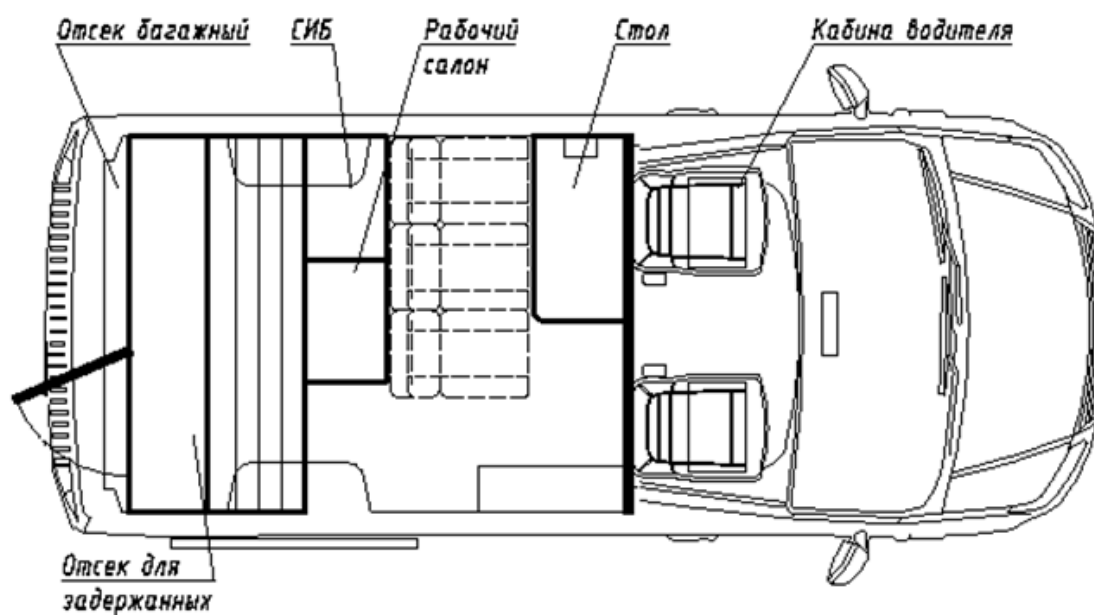 Отсек багажный
СИБ
Рабочий
салон
Стол
Кабина водителя
Отсек для
задержанных